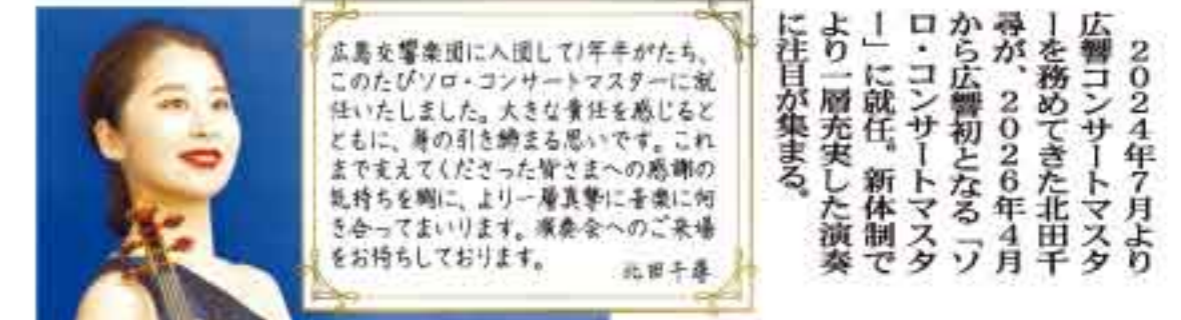 ２０２４年７月より
広響コンサートマスタ
ーを務めてきた北田千
尋が、２０２６年４月
から広響初となる「ソ
ロ・コンサートマスタ
ー」に就任。新体制で
より一層充実した演奏
に注目が集まる。
広島交響楽団に入団して1年半がたち、
このたびソロ・コンサートマスターに就
任いたしました。大きな責任を感じると
ともに、身の引き締まる思いです。これ
まで支えてくださった皆さまへの感謝の
気持ちを胸に、より一層真摯に音楽に向
き合ってまいります。演奏会へのご来場
をお待ちしております。
北田千尋